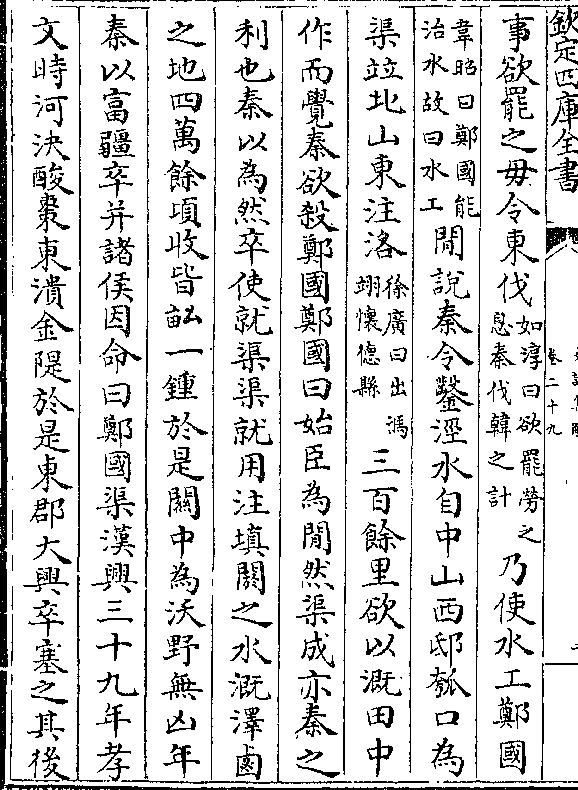 欽定四庫全書
卷二十九
事欲罷之毋令東伐如淳曰欲罷勞之息秦伐韓之計乃使水工鄭國
韋昭曰鄭國能治水故曰水工閒說秦令鑿涇水自中山西邸瓠口為
渠竝北山東注洛徐廣曰出馮翊懷德縣三百餘里欲以溉田中
作而覺秦欲殺鄭國鄭國曰始臣為閒然渠成亦秦之
利也秦以為然卒使就渠渠就用注填閼之水溉澤鹵
之地四萬餘頃收皆畝一鍾於是關中為沃野無凶年
秦以富疆卒并諸侯因命曰鄭國渠漢興三十九年孝
文時河決酸棗東潰金隄於是東郡大興卒塞之其後